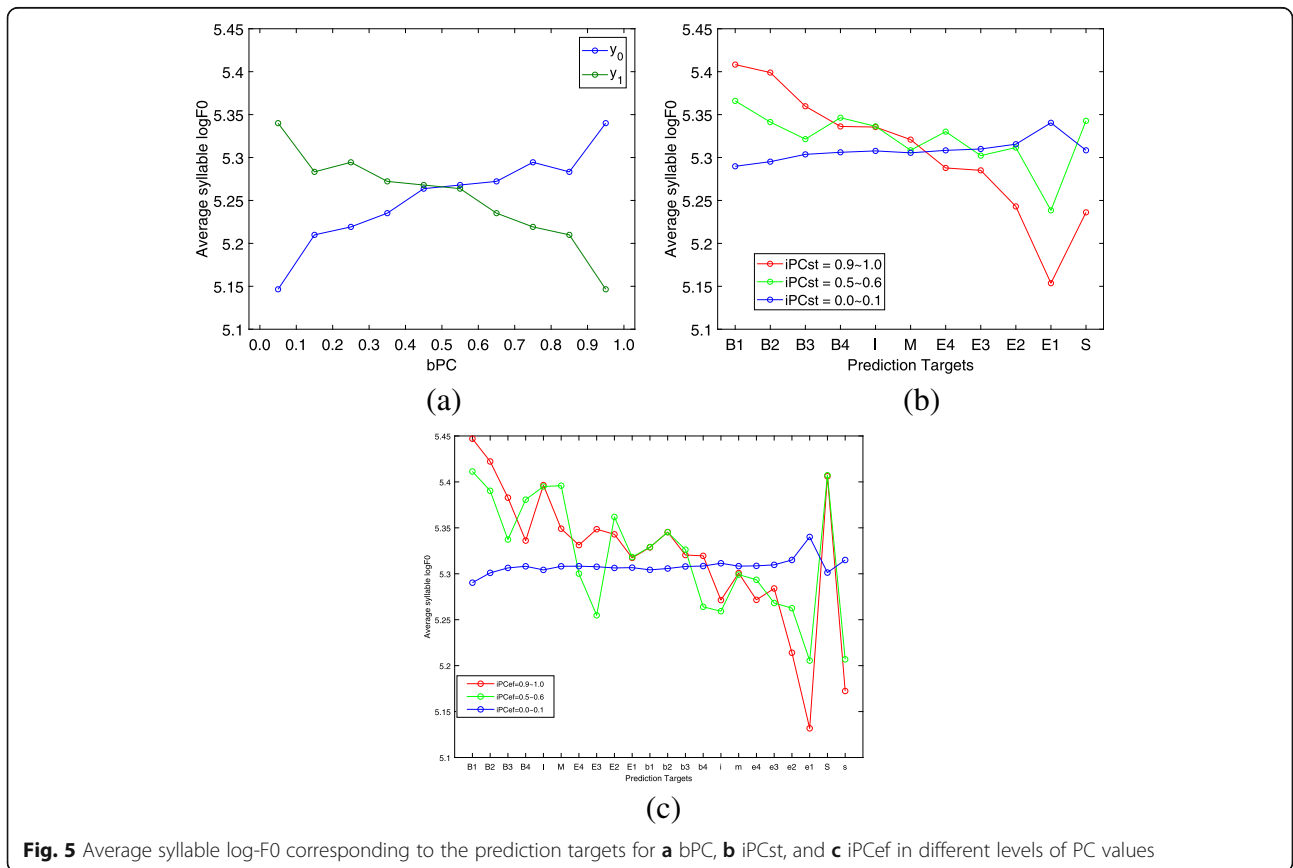 5.45
5.4
5.35
5.3
5.25
5.2
5.15
5.1
Average syllable logF0
y0
y1
0.0 0.1 0.2 0.3 0.4 0.5 0.6 0.7 0.8 0.9 1.0
bPC
(a)
5.45
5.4
5.35
5.3
5.25
5.2
5.15
5.1
Average syllable logF0
iPCst = 0.9~1.0
iPCst = 0.5~0.6
iPCst = 0.0~0.1
B1 B2 B3 B4 I M E4 E3 E2 E1 S
Prediction Targets
(b)
5.45
5.4
5.35
5.3
5.25
5.2
5.15
5.1
Average syllable logF0
iPCef=0.9~1.0
iPCef=0.5~0.6
iPCef=0.0~0.1
B1 B2 B3 B4 I M E4 E3 E2 E1 b1 b2 b3 b4 i m e4 e3 e2 e1 S s
Prediction Targets
(c)
Fig. 5 Average syllable log-F0 corresponding to the prediction targets for a bPC, b iPCst, and c iPCef in different levels of PC values